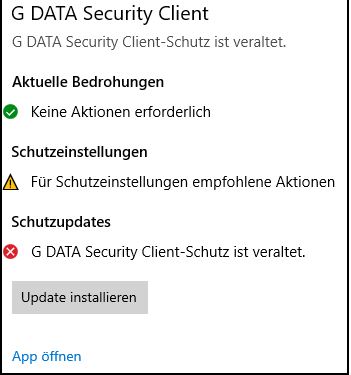 G DATA Security Client
G DATA Security Client-Schutz ist veraltet.
Aktuelle Bedrohungen
Keine Aktionen erforderlich
Schutzeinstellungen
Für Schutzeinstellungen empfohlene Aktionen
Schutzupdates
G DATA Security Client-Schutz ist veraltet.
Update installieren
App öffnen